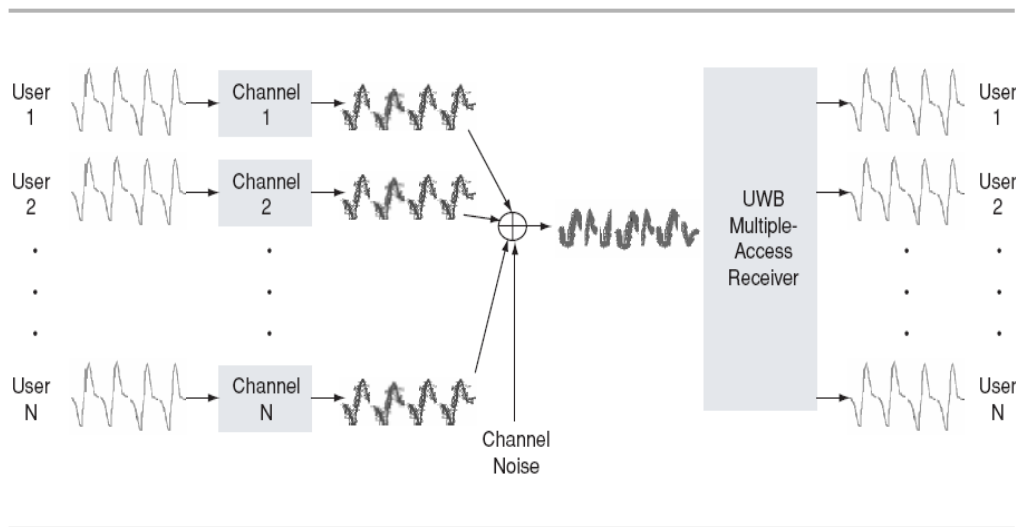 User
1
Channel
1
User
1
User
2
Channel
2
UWB
Multiple-
Access
Receiver
User
2
User
N
Channel
N
User
N
Channel
Noise